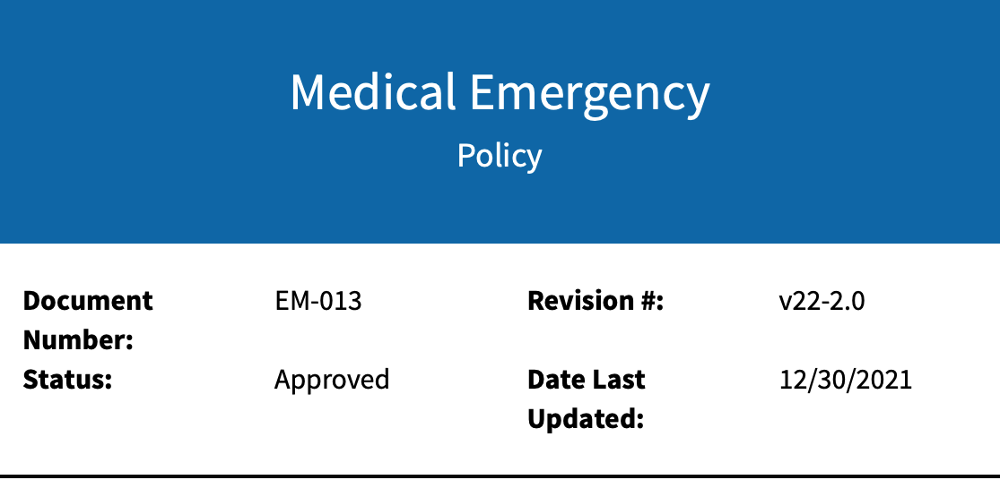 Medical Emergency
Policy
Document EM-013 Revision #: v22-2.0
Number:
Status: Approved Date Last 12/30/2021
Updated: